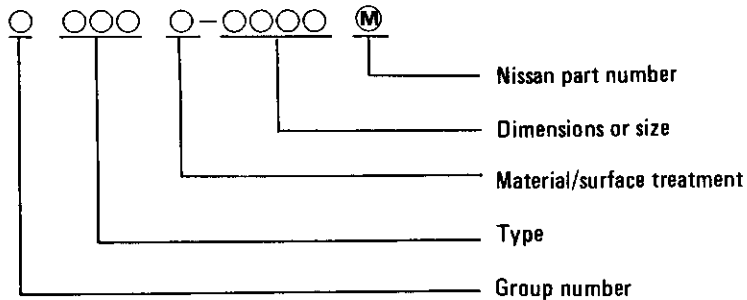 ○ ○○○ ○-○○○○ Ⓜ
Nissan part number
Dimensions or size
Material/surface treatment
Type
Group number